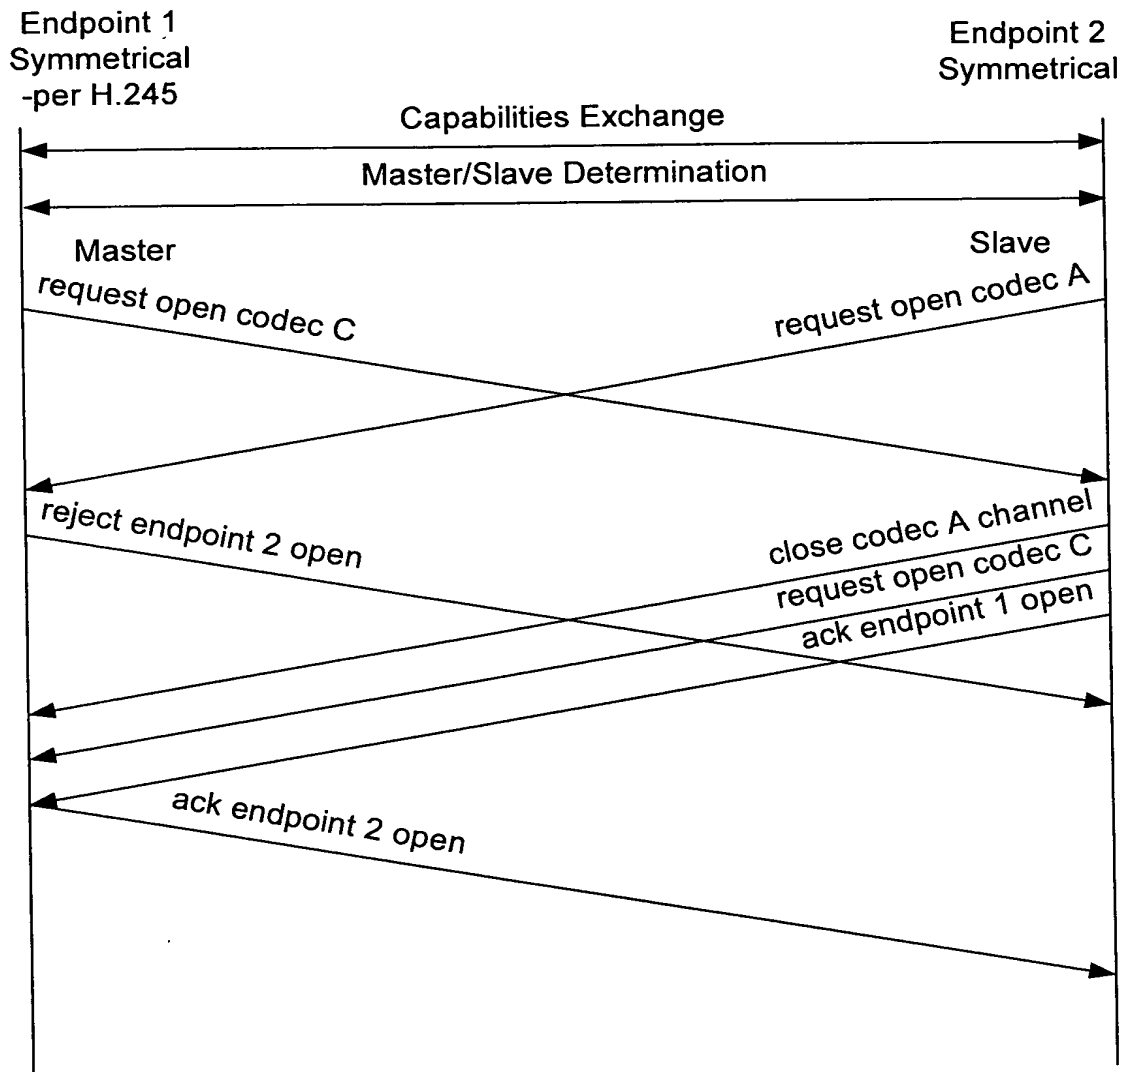 Endpoint 1
Symmetrical
-per H.245
Endpoint 2
Symmetrical
Capabilities Exchange
Master/Slave Determination
Master
Slave
request open codec C
request open codec A
reject endpoint 2 open
close codec A channel
request open codec C
ack endpoint 1 open
ack endpoint 2 open